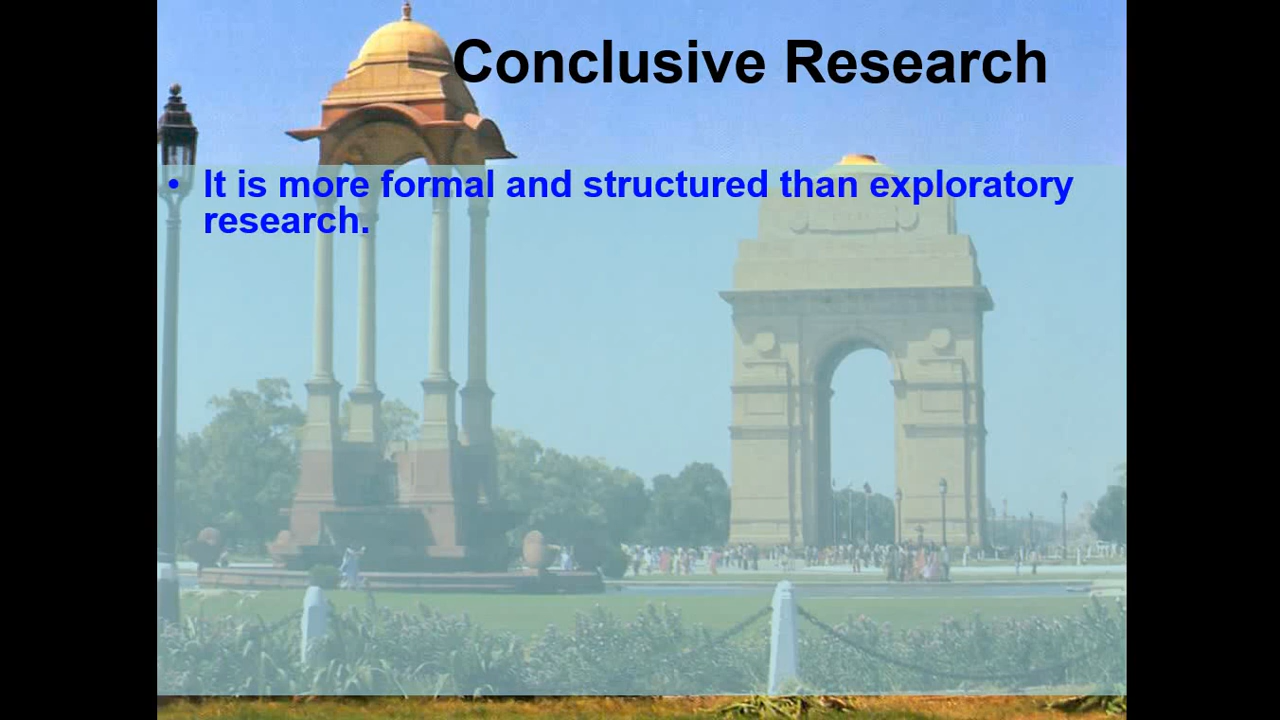 Conclusive Research
• It is more formal and structured than exploratory
research.